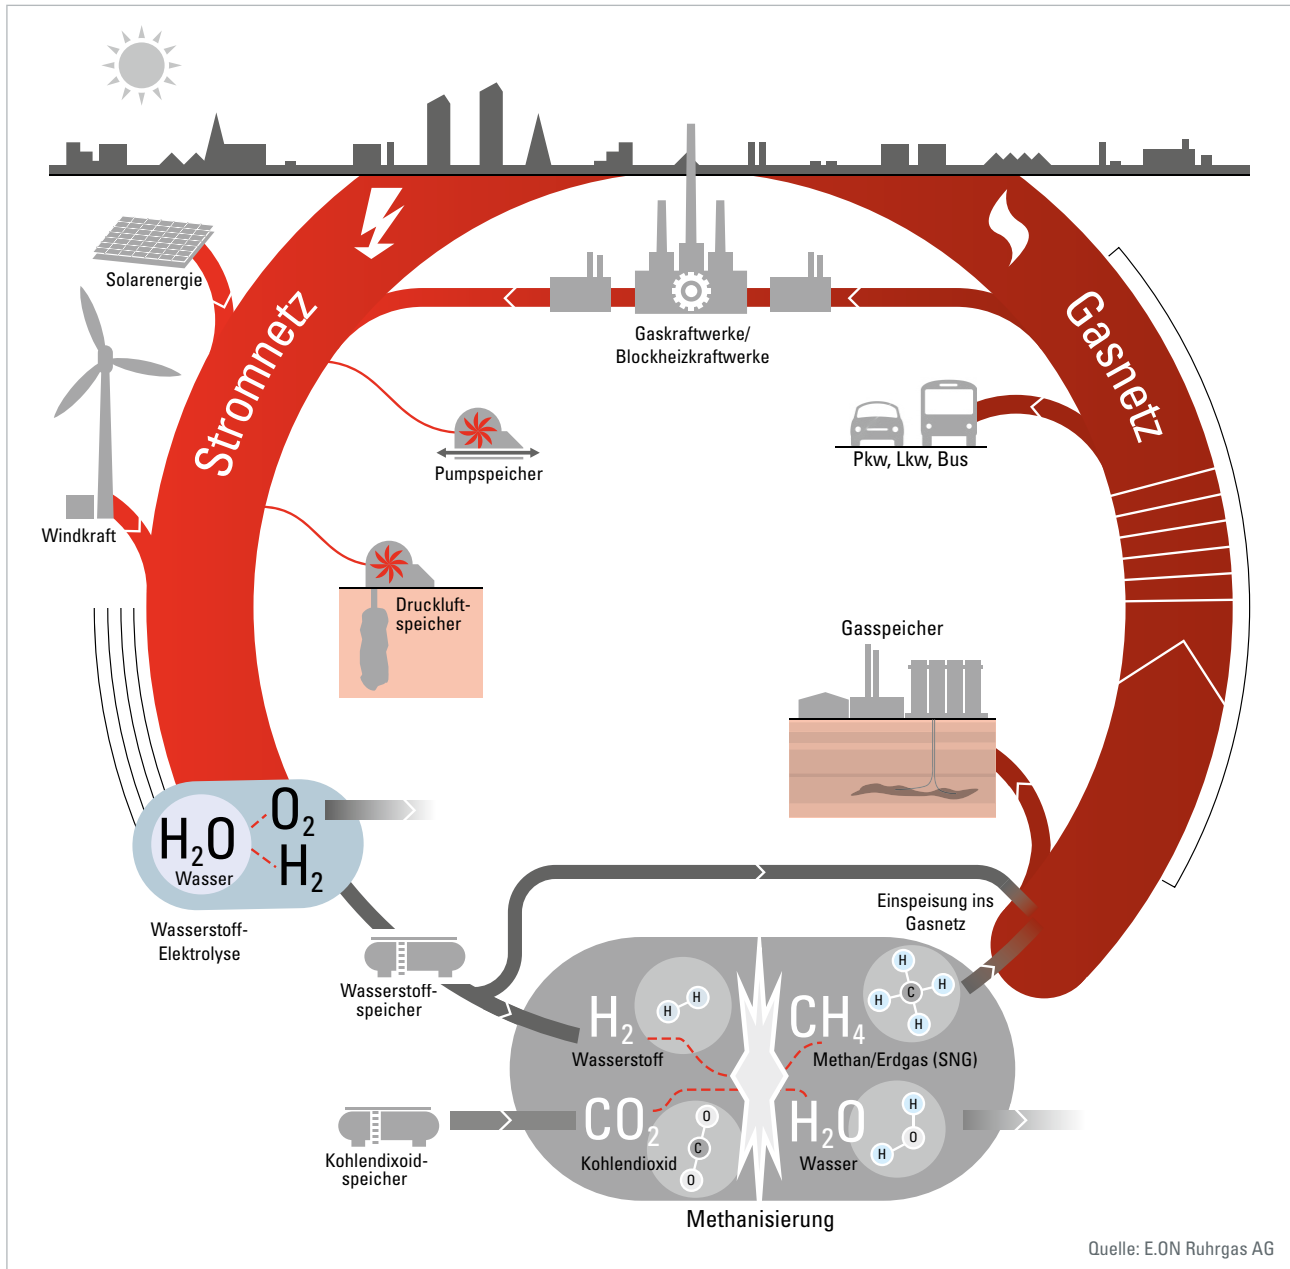 Solarenergie
Stromnetz
Windkraft
Gaskraftwerke/
Blockheizkraftwerke
Gasnetz
Pumpspeicher
Pkw, Lkw, Bus
Druckluft-
speicher
Gasspeicher
H₂O
Wasser
O₂
H₂
Wasserstoff-
Elektrolyse
Wasserstoff-
speicher
Einspeisung ins
Gasnetz
H₂
H
H
Wasserstoff
CH₄
H
H
C
H
H
Methan/Erdgas (SNG)
Kohlendixoid-
speicher
CO₂
O
C
O
Kohlendioxid
H₂O
H
O
H
Wasser
Methanisierung
Quelle: E.ON Ruhrgas AG